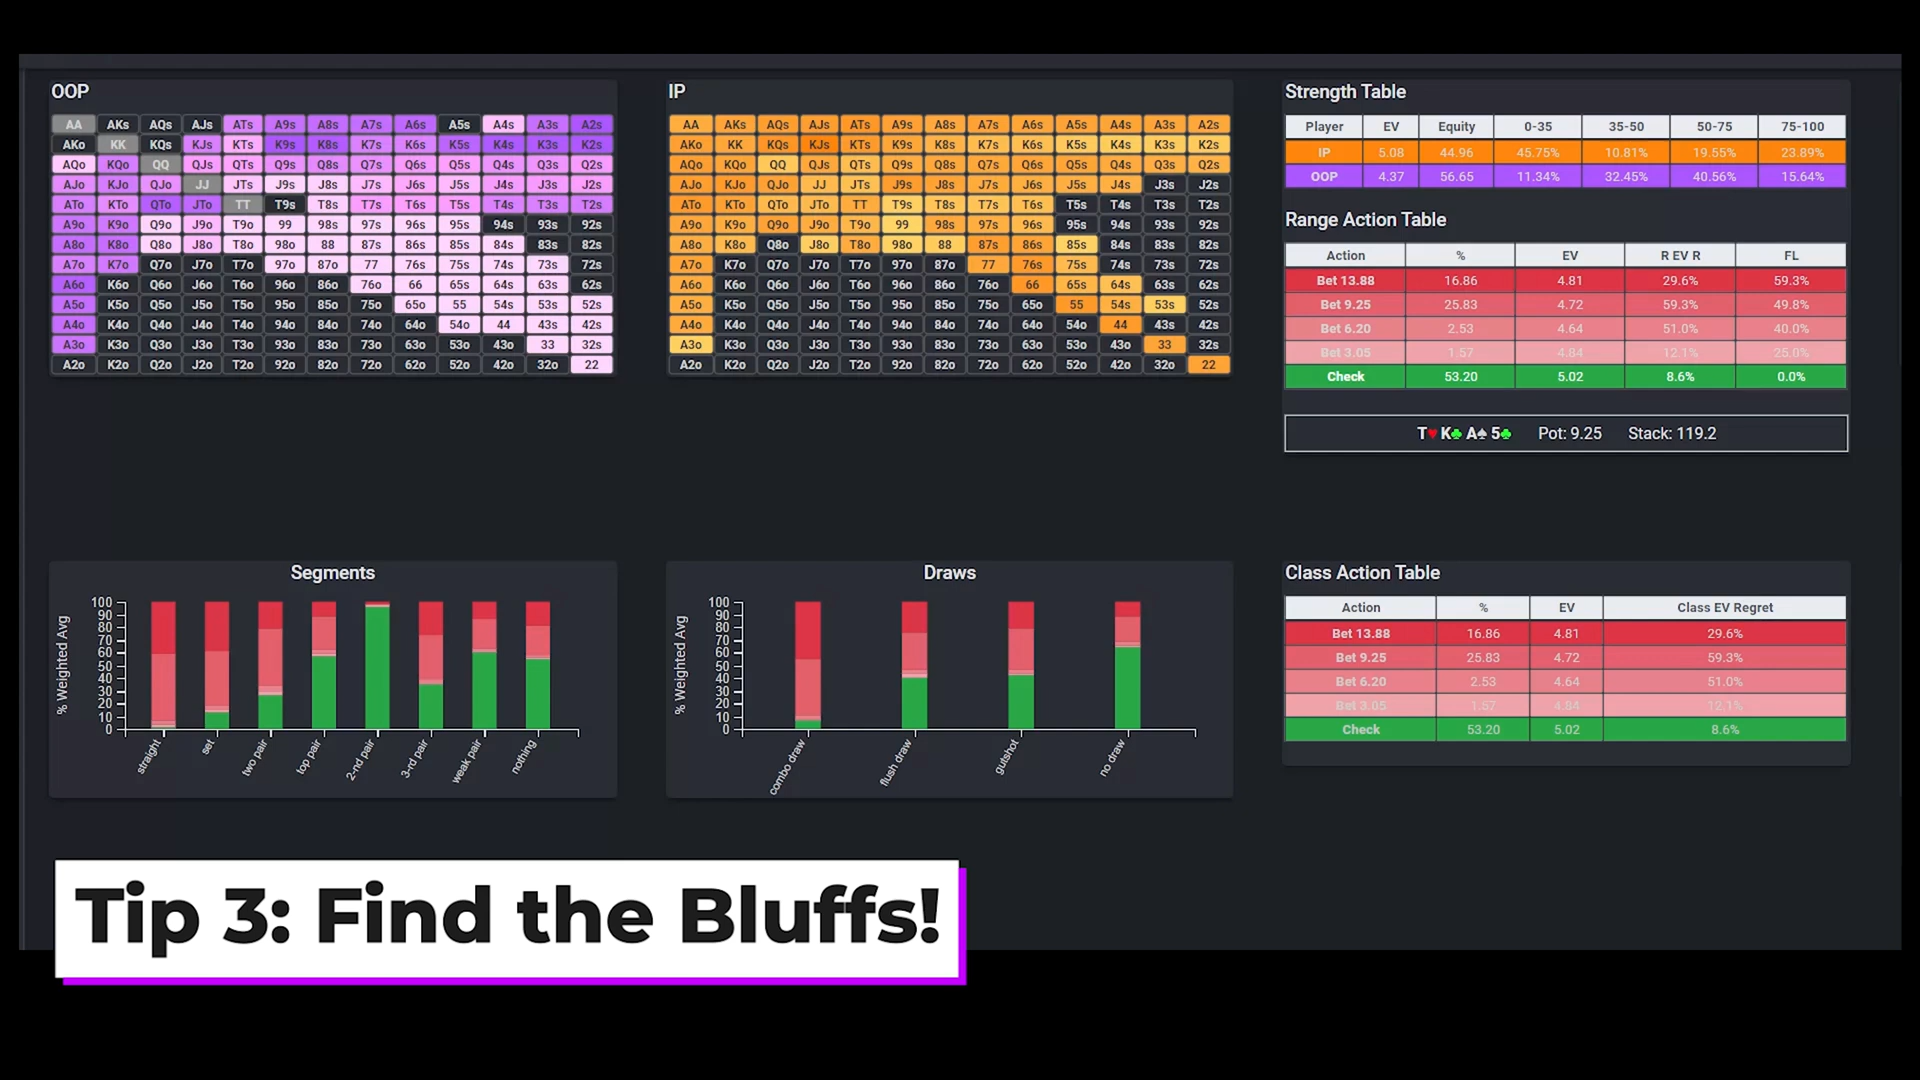 OOP
AA AKs AQs AJs ATs A9s A8s A7s A6s A5s A4s A3s A2s
AKo KK KQs KJs KTs K9s K8s K7s K6s K5s K4s K3s K2s
AQo KQo QQ QJs QTs Q9s Q8s Q7s Q6s Q5s Q4s Q3s Q2s
AJo KJo QJo JJ JTs J9s J8s J7s J6s J5s J4s J3s J2s
ATo KTo QTo JTo TT T9s T8s T7s T6s T5s T4s T3s T2s
A9o K9o Q9o J9o T9o 99 98s 97s 96s 95s 94s 93s 92s
A8o K8o Q8o J8o T8o 98o 88 87s 86s 85s 84s 83s 82s
A7o K7o Q7o J7o T7o 97o 87o 77 76s 75s 74s 73s 72s
A6o K6o Q6o J6o T6o 96o 86o 76o 66 65s 64s 63s 62s
A5o K5o Q5o J5o T5o 95o 85o 75o 65o 55 54s 53s 52s
A4o K4o Q4o J4o T4o 94o 84o 74o 64o 54o 44 43s 42s
A3o K3o Q3o J3o T3o 93o 83o 73o 63o 53o 43o 33 32s
A2o K2o Q2o J2o T2o 92o 82o 72o 62o 52o 42o 32o 22
IP
AA AKs AQs AJs ATs A9s A8s A7s A6s A5s A4s A3s A2s
AKo KK KQs KJs KTs K9s K8s K7s K6s K5s K4s K3s K2s
AQo KQo QQ QJs QTs Q9s Q8s Q7s Q6s Q5s Q4s Q3s Q2s
AJo KJo QJo JJ JTs J9s J8s J7s J6s J5s J4s J3s J2s
ATo KTo QTo JTo TT T9s T8s T7s T6s T5s T4s T3s T2s
A9o K9o Q9o J9o T9o 99 98s 97s 96s 95s 94s 93s 92s
A8o K8o Q8o J8o T8o 98o 88 87s 86s 85s 84s 83s 82s
A7o K7o Q7o J7o T7o 97o 87o 77 76s 75s 74s 73s 72s
A6o K6o Q6o J6o T6o 96o 86o 76o 66 65s 64s 63s 62s
A5o K5o Q5o J5o T5o 95o 85o 75o 65o 55 54s 53s 52s
A4o K4o Q4o J4o T4o 94o 84o 74o 64o 54o 44 43s 42s
A3o K3o Q3o J3o T3o 93o 83o 73o 63o 53o 43o 33 32s
A2o K2o Q2o J2o T2o 92o 82o 72o 62o 52o 42o 32o 22
Strength Table
Player EV Equity 0-35 35-50 50-75 75-100
IP 5.08 44.96 45.75% 10.81% 19.55% 23.89%
OOP 4.37 56.65 11.34% 32.45% 40.56% 15.64%
Range Action Table
Action % EV R EV R FL
Bet 13.88 16.86 4.81 29.6% 59.3%
Bet 9.25 25.83 4.72 59.3% 49.8%
Bet 6.20 2.53 4.64 51.0% 40.0%
Bet 3.05 1.57 4.84 12.1% 25.0%
Check 53.20 5.02 8.6% 0.0%
T♥ K♣ A♠ 5♣ Pot: 9.25 Stack: 119.2
Segments
% Weighted Avg
100
90
80
70
60
50
40
30
20
10
0
straight
set
two pair
top pair
2-nd pair
3-rd pair
weak pair
nothing
Draws
% Weighted Avg
100
90
80
70
60
50
40
30
20
10
0
combo draw
flush draw
gutshot
no draw
Class Action Table
Action % EV Class EV Regret
Bet 13.88 16.86 4.81 29.6%
Bet 9.25 25.83 4.72 59.3%
Bet 6.20 2.53 4.64 51.0%
Bet 3.05 1.57 4.84 12.1%
Check 53.20 5.02 8.6%
Tip 3: Find the Bluffs!